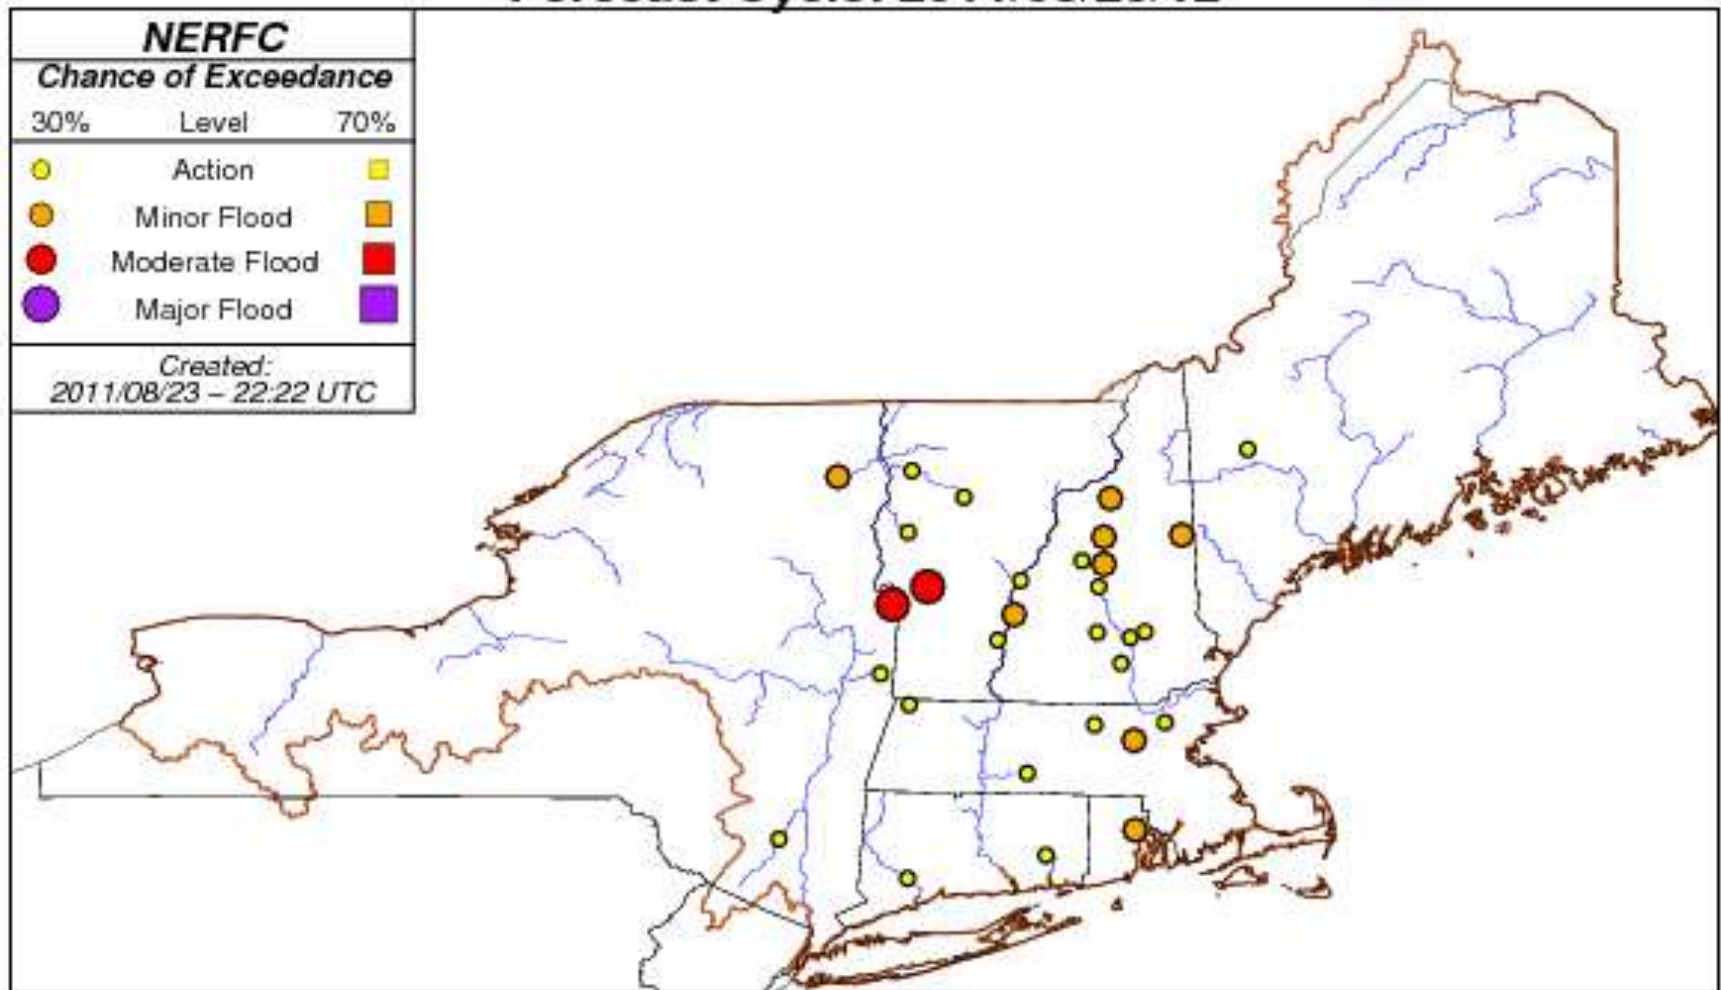 NERFC
Chance of Exceedance
30% Level 70%
Action
Minor Flood
Moderate Flood
Major Flood
Created:
2011/08/23 – 22:22 UTC